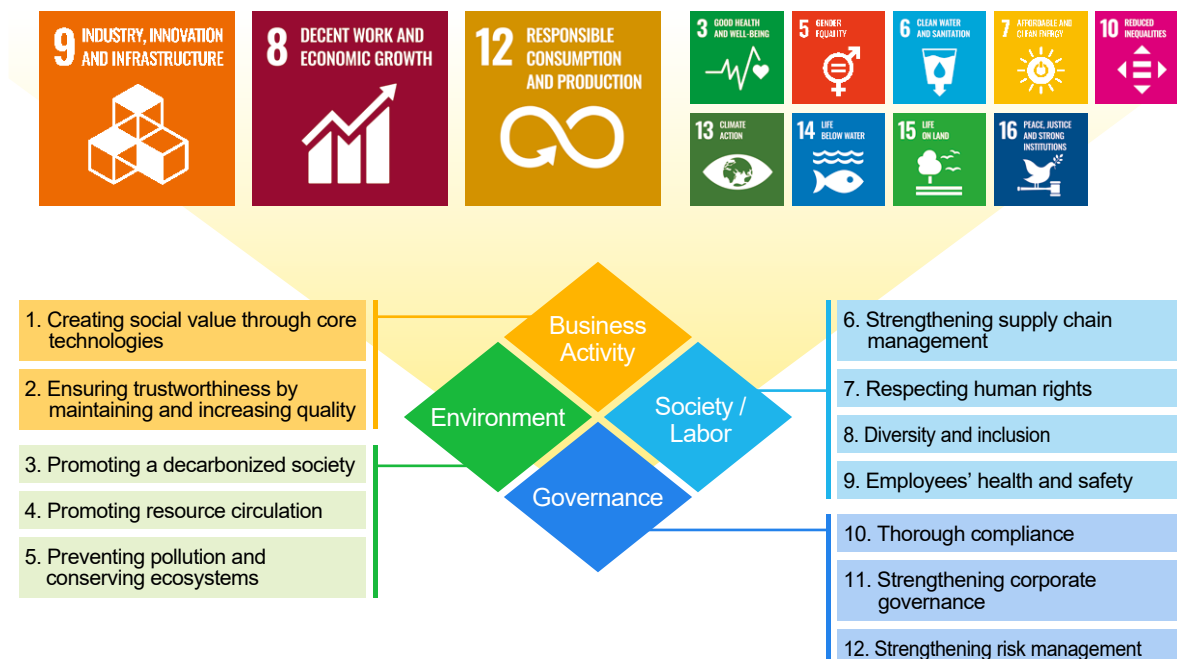 9 INDUSTRY, INNOVATION
AND INFRASTRUCTURE
8 DECENT WORK AND
ECONOMIC GROWTH
12 RESPONSIBLE
CONSUMPTION
AND PRODUCTION
3 GOOD HEALTH
AND WELL-BEING
5 GENDER
EQUALITY
6 CLEAN WATER
AND SANITATION
7 AFFORDABLE AND
CLEAN ENERGY
10 REDUCED
INEQUALITIES
13 CLIMATE
ACTION
14 LIFE
BELOW WATER
15 LIFE
ON LAND
16 PEACE, JUSTICE
AND STRONG
INSTITUTIONS
Business
Activity
Environment
Society /
Labor
Governance
1. Creating social value through core
technologies
2. Ensuring trustworthiness by
maintaining and increasing quality
3. Promoting a decarbonized society
4. Promoting resource circulation
5. Preventing pollution and
conserving ecosystems
6. Strengthening supply chain
management
7. Respecting human rights
8. Diversity and inclusion
9. Employees’ health and safety
10. Thorough compliance
11. Strengthening corporate
governance
12. Strengthening risk management